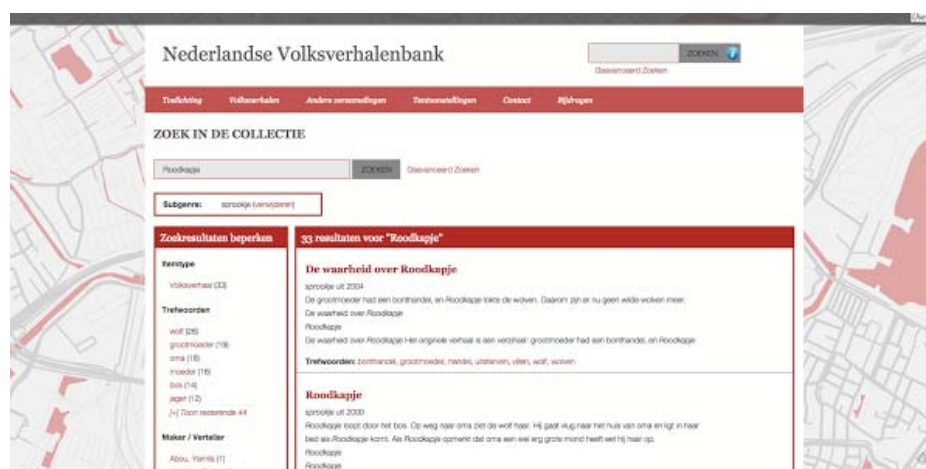 Nederlandse Volksverhalenbank
ZOEKEN
Geavanceerd Zoeken
Toelichting Volksverhalen Andere verzamelingen Tentoonstellingen Contact Bijdragen
ZOEK IN DE COLLECTIE
Roodkapje ZOEKEN Geavanceerd Zoeken
Subgenre: sprookje (verwijderen)
Zoekresultaten beperken
Itemtype
Volksverhaal (33)
Trefwoorden
wolf (26)
grootmoeder (19)
oma (18)
moeder (16)
bos (14)
jager (12)
[+] Toon resterende 44
Maker / Verteller
Abou, Yamila (1)
33 resultaten voor "Roodkapje"
De waarheid over Roodkapje
sprookje uit 2004
De grootmoeder had een bonthandel, en Roodkapje lokte de wolven. Daarom zijn er nu geen wilde wolven meer.
De waarheid over Roodkapje
Roodkapje
De waarheid over Roodkapje Het originele verhaal is een verzinsel: grootmoeder had een bonthandel, en Roodkapje
Trefwoorden: bonthandel, grootmoeder, handel, uitsterven, villen, wolf, wolven
Roodkapje
sprookje uit 2000
Roodkapje loopt door het bos. Op weg naar oma ziet de wolf haar. Hij gaat vlug naar het huis van oma en ligt in haar
bed als Roodkapje komt. Als Roodkapje opmerkt dat oma een wel erg grote mond heeft eet hij haar op.
Roodkapje
Roodkapje